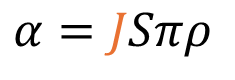 α = JSπρ